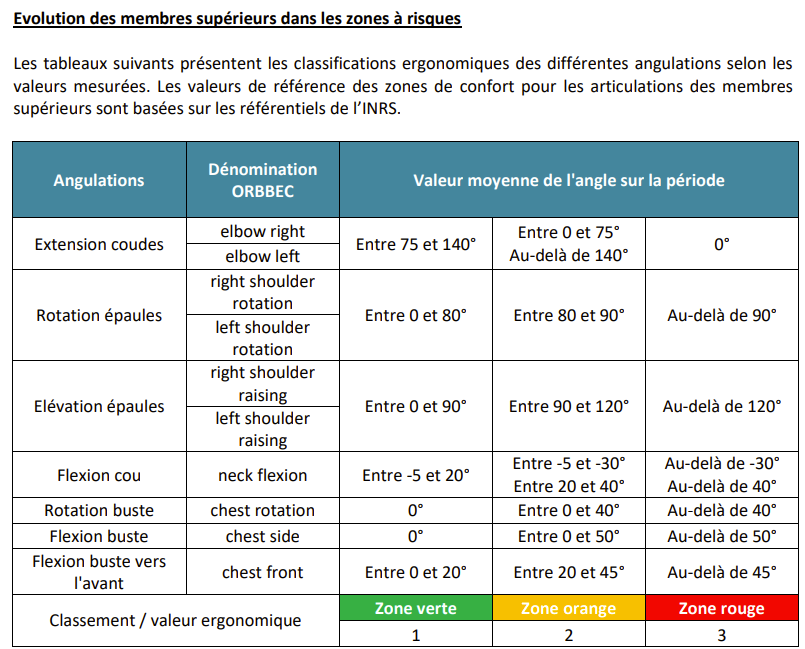 Evolution des membres supérieurs dans les zones à risques
Les tableaux suivants présentent les classifications ergonomiques des différentes angulations selon les
valeurs mesurées. Les valeurs de référence des zones de confort pour les articulations des membres
supérieurs sont basées sur les référentiels de l’INRS.
Angulations
Dénomination
ORBBEC
Valeur moyenne de l'angle sur la période
Extension coudes
elbow right
elbow left
Entre 75 et 140°
Entre 0 et 75°
Au-delà de 140°
0°
Rotation épaules
right shoulder
rotation
left shoulder
rotation
Entre 0 et 80°
Entre 80 et 90°
Au-delà de 90°
Elévation épaules
right shoulder
raising
left shoulder
raising
Entre 0 et 90°
Entre 90 et 120°
Au-delà de 120°
Flexion cou
neck flexion
Entre -5 et 20°
Entre -5 et -30°
Entre 20 et 40°
Au-delà de -30°
Au-delà de 40°
Rotation buste
chest rotation
0°
Entre 0 et 40°
Au-delà de 40°
Flexion buste
chest side
0°
Entre 0 et 50°
Au-delà de 50°
Flexion buste vers
l'avant
chest front
Entre 0 et 20°
Entre 20 et 45°
Au-delà de 45°
Classement / valeur ergonomique
Zone verte
Zone orange
Zone rouge
1
2
3